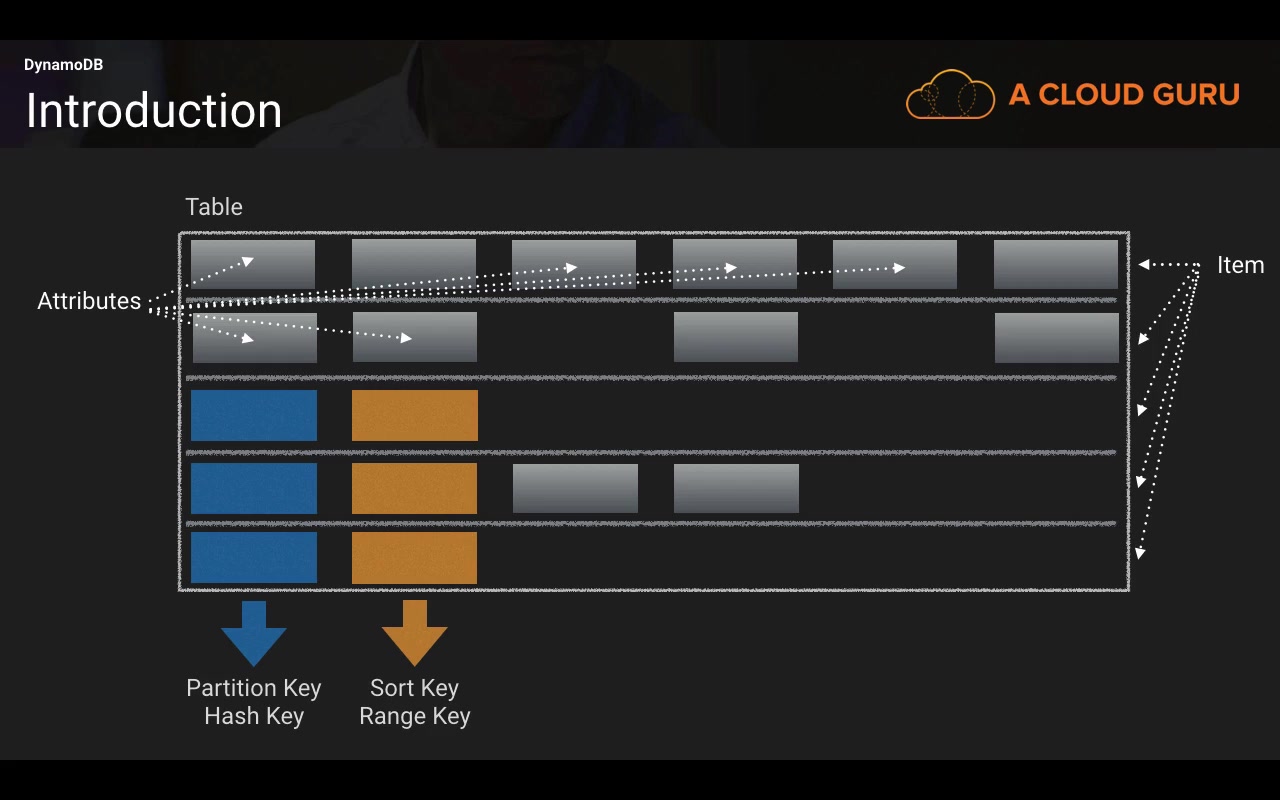 DynamoDB
Introduction
A CLOUD GURU
Table
Item
Attributes
Partition Key
Hash Key
Sort Key
Range Key